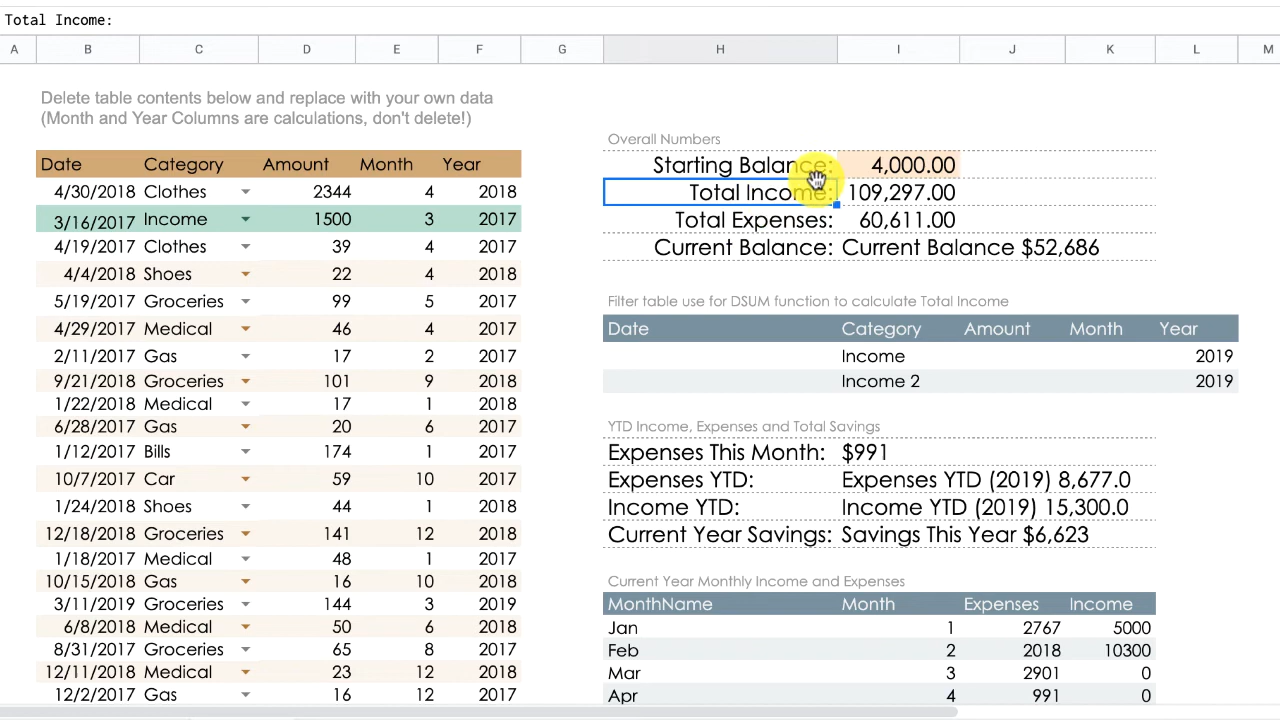 Total Income:
A B C D E F G H I J K L M
Delete table contents below and replace with your own data
(Month and Year Columns are calculations, don't delete!)
Date Category Amount Month Year
4/30/2018 Clothes 2344 4 2018
3/16/2017 Income 1500 3 2017
4/19/2017 Clothes 39 4 2017
4/4/2018 Shoes 22 4 2018
5/19/2017 Groceries 99 5 2017
4/29/2017 Medical 46 4 2017
2/11/2017 Gas 17 2 2017
9/21/2018 Groceries 101 9 2018
1/22/2018 Medical 17 1 2018
6/28/2017 Gas 20 6 2017
1/12/2017 Bills 174 1 2017
10/7/2017 Car 59 10 2017
1/24/2018 Shoes 44 1 2018
12/18/2018 Groceries 141 12 2018
1/18/2017 Medical 48 1 2017
10/15/2018 Gas 16 10 2018
3/11/2019 Groceries 144 3 2019
6/8/2018 Medical 50 6 2018
8/31/2017 Groceries 65 8 2017
12/11/2018 Medical 23 12 2018
12/2/2017 Gas 16 12 2017
Overall Numbers
Starting Balance: 4,000.00
Total Income: 109,297.00
Total Expenses: 60,611.00
Current Balance: Current Balance $52,686
Filter table use for DSUM function to calculate Total Income
Date Category Amount Month Year
Income 2019
Income 2 2019
YTD Income, Expenses and Total Savings
Expenses This Month: $991
Expenses YTD: Expenses YTD (2019) 8,677.0
Income YTD: Income YTD (2019) 15,300.0
Current Year Savings: Savings This Year $6,623
Current Year Monthly Income and Expenses
MonthName Month Expenses Income
Jan 1 2767 5000
Feb 2 2018 10300
Mar 3 2901 0
Apr 4 991 0